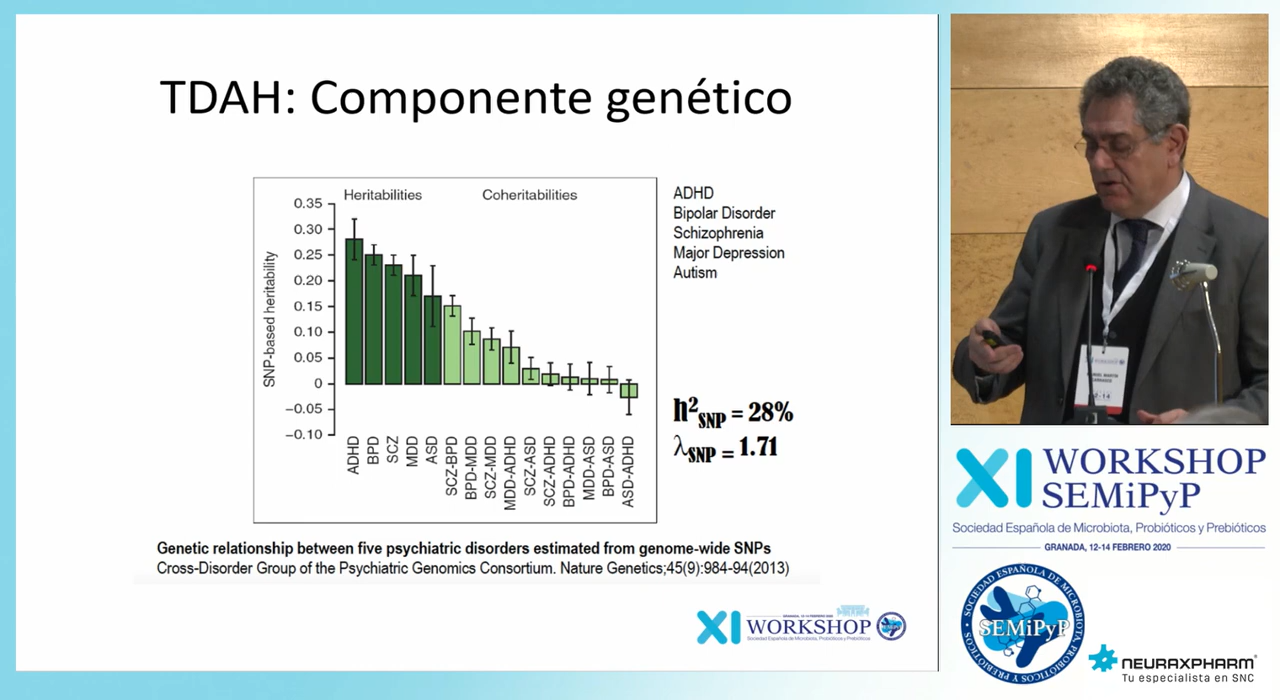 TDAH: Componente genético
Heritabilities
Coheritabilities
SNP-based heritability
0.35
0.30
0.25
0.20
0.15
0.10
0.05
0
−0.05
−0.10
ADHD
BPD
SCZ
MDD
ASD
SCZ-BPD
BPD-MDD
SCZ-MDD
MDD-ADHD
SCZ-ASD
SCZ-ADHD
BPD-ADHD
MDD-ASD
BPD-ASD
ASD-ADHD
ADHD
Bipolar Disorder
Schizophrenia
Major Depression
Autism
h²SNP = 28%
λSNP = 1.71
Genetic relationship between five psychiatric disorders estimated from genome-wide SNPs
Cross-Disorder Group of the Psychiatric Genomics Consortium. Nature Genetics;45(9):984-94(2013)
GRANADA, 12-14 FEBRERO 2020
XI WORKSHOP
Sociedad Española de Microbiota, Probióticos y Prebióticos
XI WORKSHOP
SEMiPyP
Sociedad Española de Microbiota, Probióticos y Prebióticos
GRANADA, 12-14 FEBRERO 2020
SOCIEDAD ESPAÑOLA DE MICROBIOTA, PROBIÓTICOS Y PREBIÓTICOS
SEMiPyP
NEURAXPHARM
Tu especialista en SNC